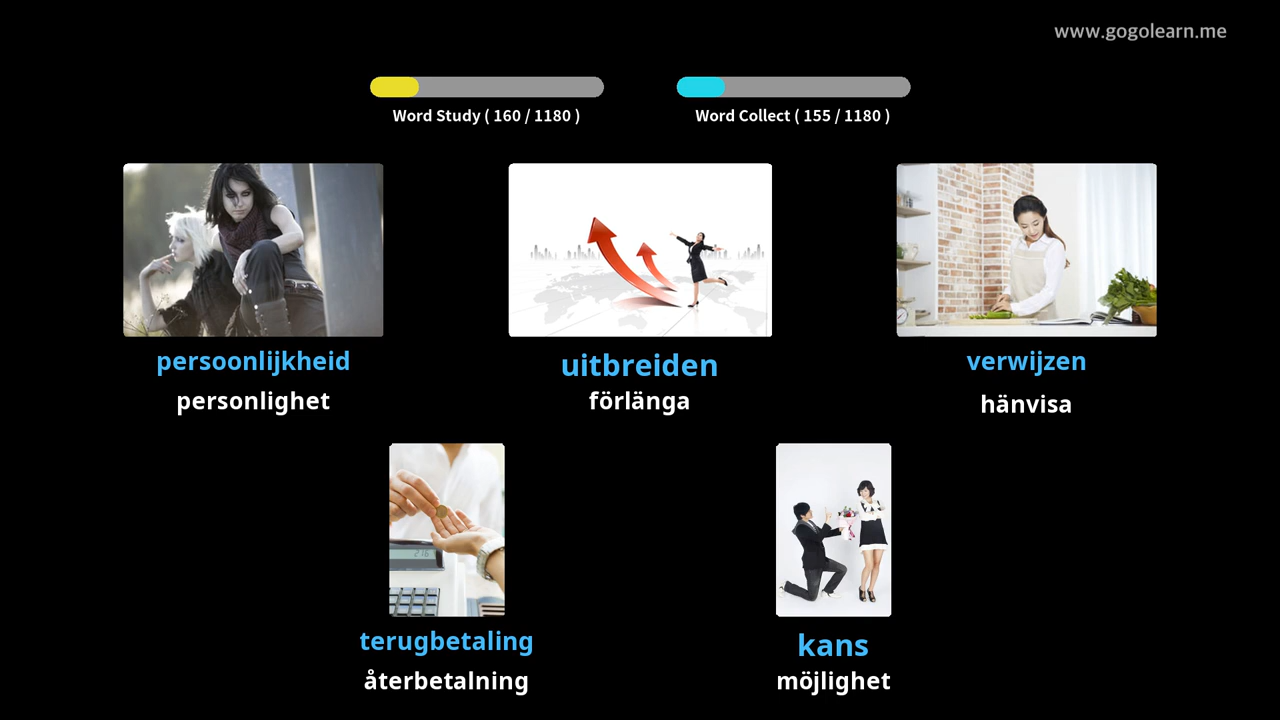 www.gogolearn.me
Word Study ( 160 / 1180 )
Word Collect ( 155 / 1180 )
persoonlijkheid
personlighet
uitbreiden
förlänga
verwijzen
hänvisa
terugbetaling
återbetalning
kans
möjlighet